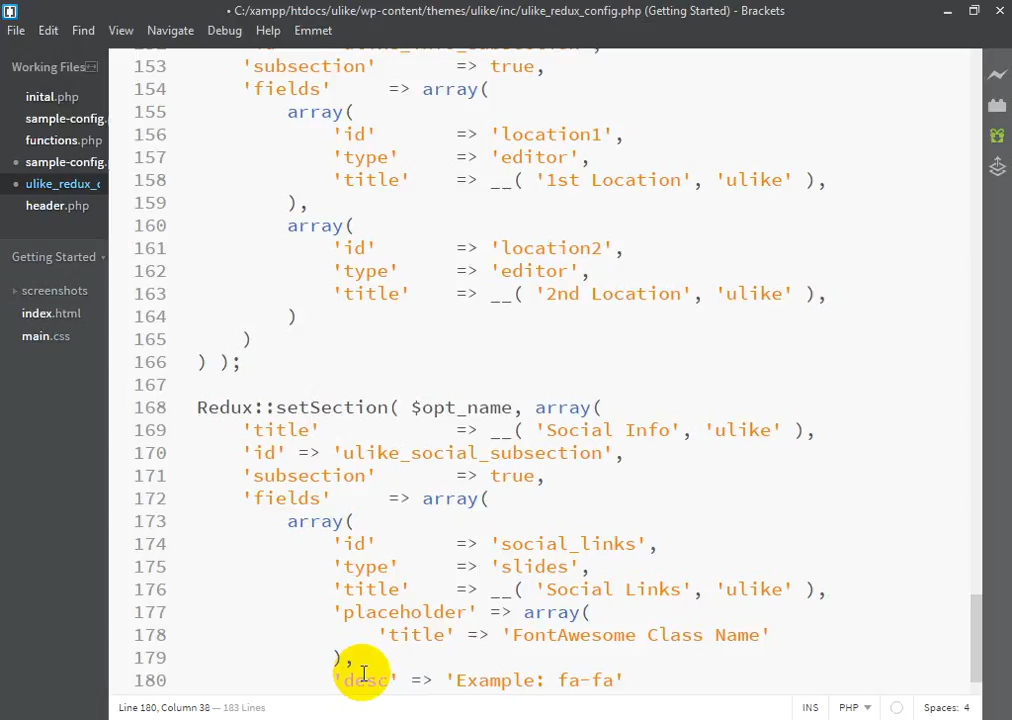 • C:/xampp/htdocs/ulike/wp-content/themes/ulike/inc/ulike_redux_config.php (Getting Started) - Brackets
File Edit Find View Navigate Debug Help Emmet
Working Files
inital.php
sample-config.
functions.php
• sample-config.
• ulike_redux_c
header.php
Getting Started
screenshots
index.html
main.css
153 'subsection' => true,
154 'fields' => array(
155 array(
156 'id' => 'location1',
157 'type' => 'editor',
158 'title' => __( '1st Location', 'ulike' ),
159 ),
160 array(
161 'id' => 'location2',
162 'type' => 'editor',
163 'title' => __( '2nd Location', 'ulike' ),
164 )
165 )
166 ) );
167
168 Redux::setSection( $opt_name, array(
169 'title' => __( 'Social Info', 'ulike' ),
170 'id' => 'ulike_social_subsection',
171 'subsection' => true,
172 'fields' => array(
173 array(
174 'id' => 'social_links',
175 'type' => 'slides',
176 'title' => __( 'Social Links', 'ulike' ),
177 'placeholder' => array(
178 'title' => 'FontAwesome Class Name'
179 ),
180 'desc' => 'Example: fa-fa'
Line 180, Column 38 — 183 Lines
INS PHP Spaces: 4